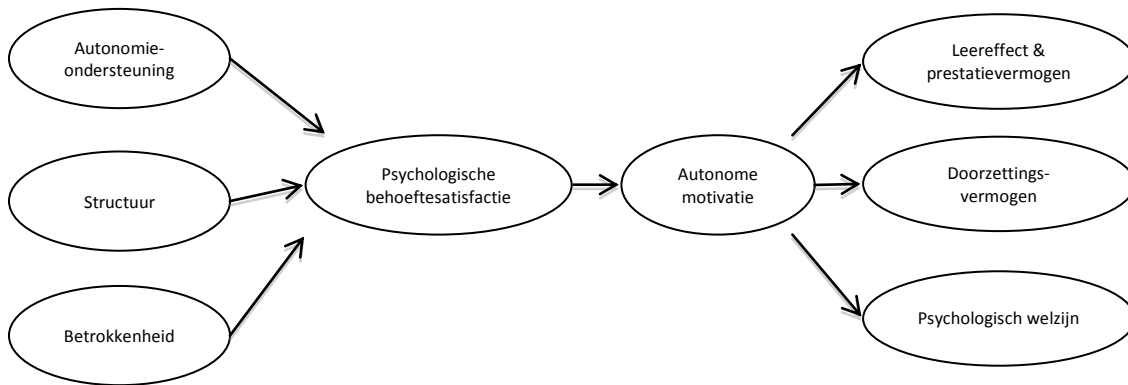 Autonomie-
ondersteuning
Structuur
Betrokkenheid
Psychologische
behoeftesatisfactie
Autonome
motivatie
Leereffect &
prestatievermogen
Doorzettings-
vermogen
Psychologisch welzijn